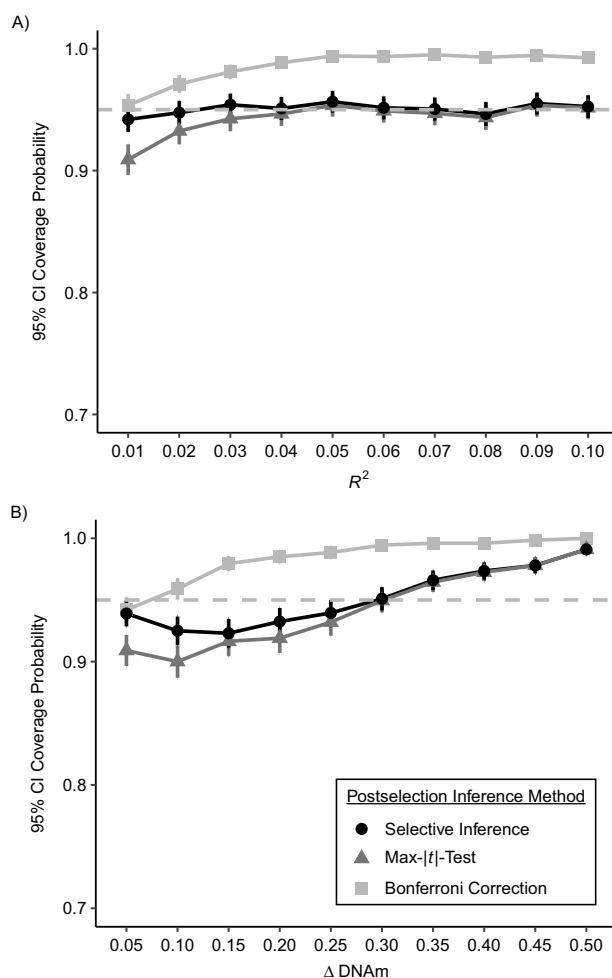 A)
1.0
0.9
0.8
0.7
95% CI Coverage Probability
0.01 0.02 0.03 0.04 0.05 0.06 0.07 0.08 0.09 0.10
R²
B)
1.0
0.9
0.8
0.7
95% CI Coverage Probability
Postselection Inference Method
Selective Inference
Max-|t|-Test
Bonferroni Correction
0.05 0.10 0.15 0.20 0.25 0.30 0.35 0.40 0.45 0.50
Δ DNAm